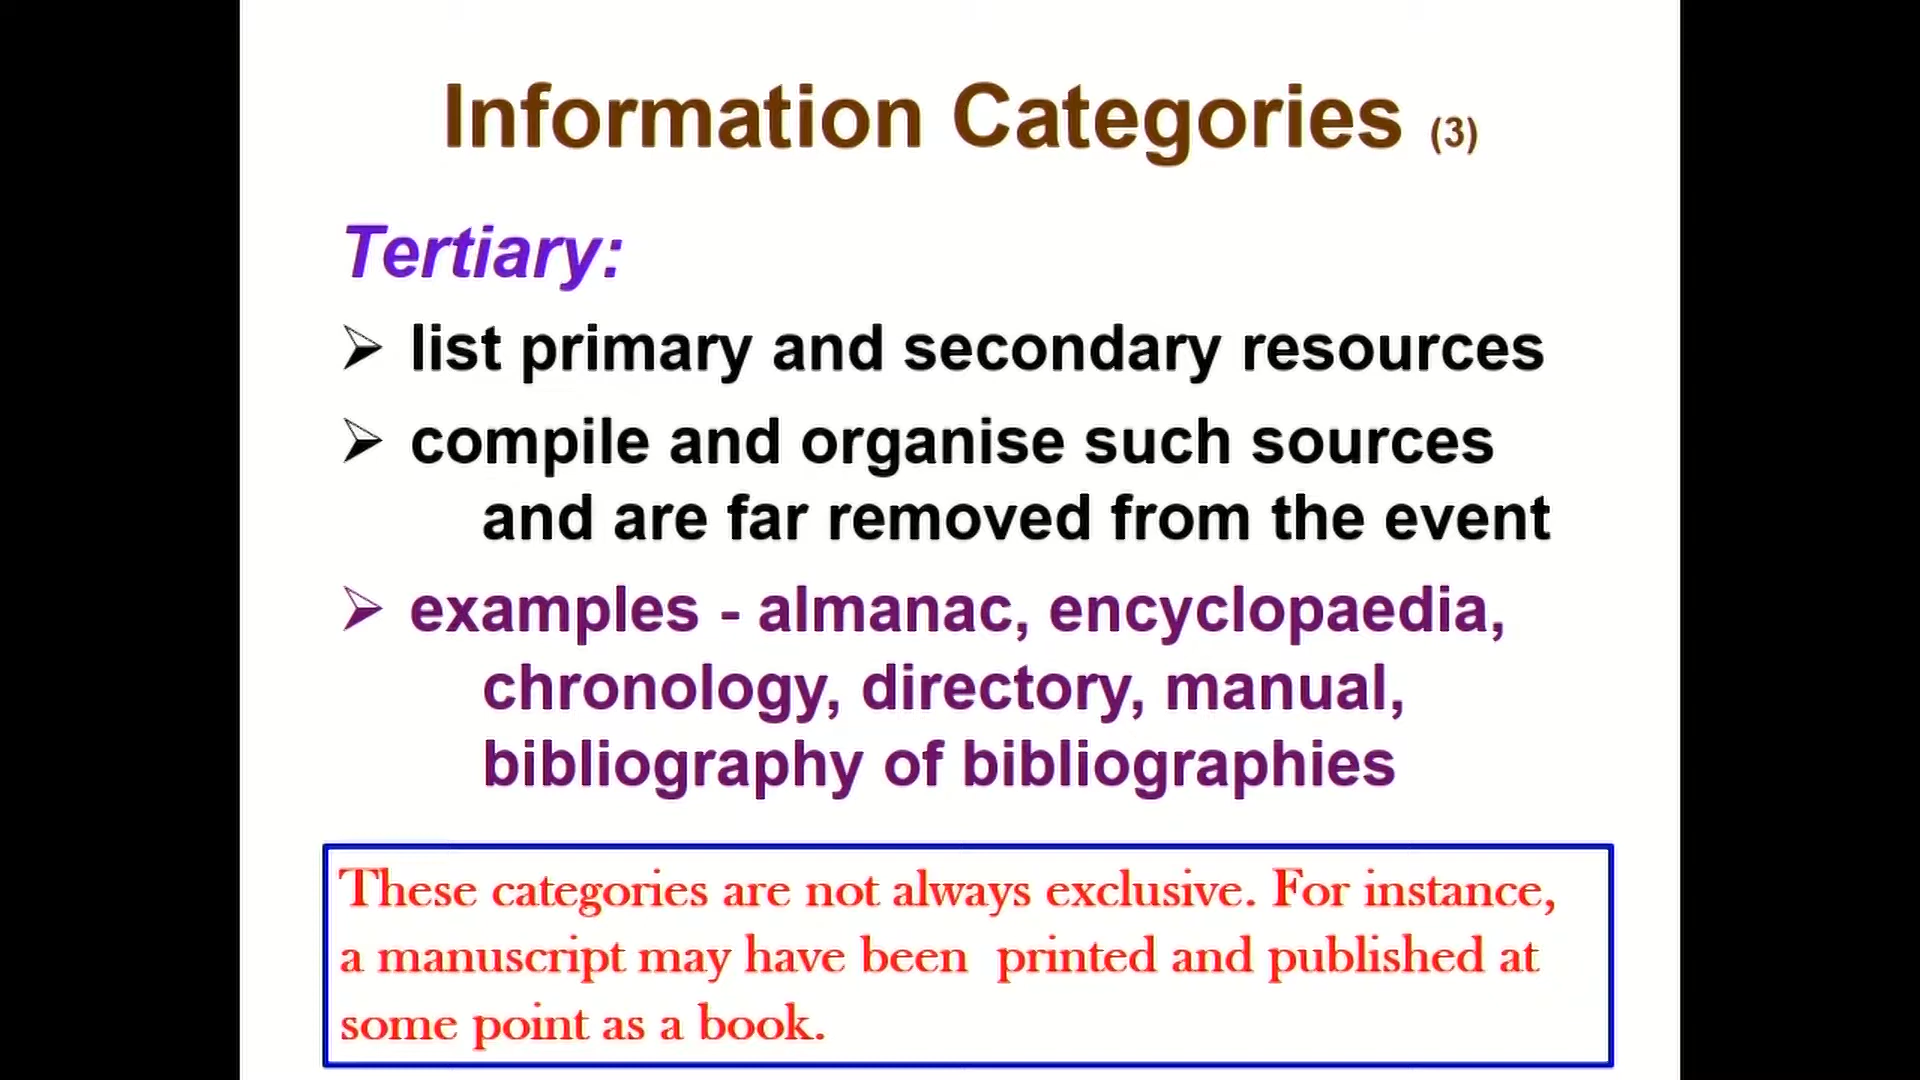 Information Categories (3)
Tertiary:
➢ list primary and secondary resources
➢ compile and organise such sources
and are far removed from the event
➢ examples - almanac, encyclopaedia,
chronology, directory, manual,
bibliography of bibliographies
These categories are not always exclusive. For instance,
a manuscript may have been  printed and published at
some point as a book.